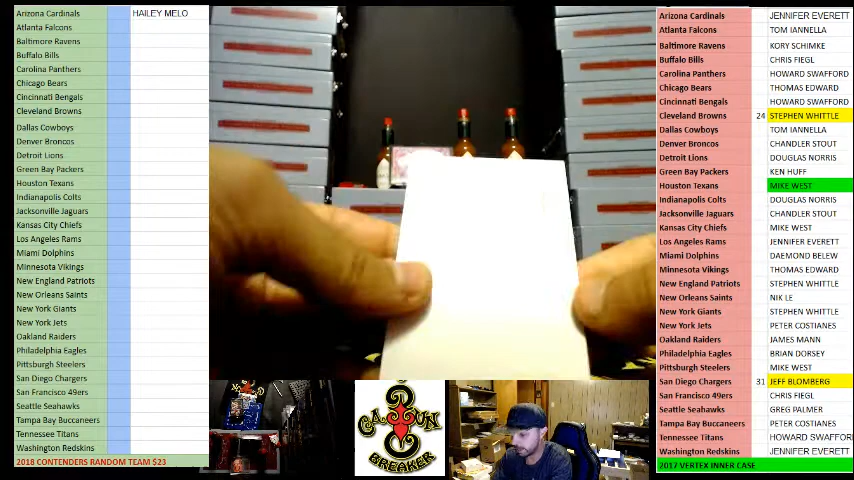 Arizona Cardinals HAILEY MELO
Atlanta Falcons
Baltimore Ravens
Buffalo Bills
Carolina Panthers
Chicago Bears
Cincinnati Bengals
Cleveland Browns
Dallas Cowboys
Denver Broncos
Detroit Lions
Green Bay Packers
Houston Texans
Indianapolis Colts
Jacksonville Jaguars
Kansas City Chiefs
Los Angeles Rams
Miami Dolphins
Minnesota Vikings
New England Patriots
New Orleans Saints
New York Giants
New York Jets
Oakland Raiders
Philadelphia Eagles
Pittsburgh Steelers
San Diego Chargers
San Francisco 49ers
Seattle Seahawks
Tampa Bay Buccaneers
Tennessee Titans
Washington Redskins
2018 CONTENDERS RANDOM TEAM $23
CAJUN
BREAKER
Arizona Cardinals JENNIFER EVERETT
Atlanta Falcons TOM IANNELLA
Baltimore Ravens KORY SCHIMKE
Buffalo Bills CHRIS FIEGL
Carolina Panthers HOWARD SWAFFORD
Chicago Bears THOMAS EDWARD
Cincinnati Bengals HOWARD SWAFFORD
Cleveland Browns 24 STEPHEN WHITTLE
Dallas Cowboys TOM IANNELLA
Denver Broncos CHANDLER STOUT
Detroit Lions DOUGLAS NORRIS
Green Bay Packers KEN HUFF
Houston Texans MIKE WEST
Indianapolis Colts DOUGLAS NORRIS
Jacksonville Jaguars CHANDLER STOUT
Kansas City Chiefs MIKE WEST
Los Angeles Rams JENNIFER EVERETT
Miami Dolphins DAEMOND BELEW
Minnesota Vikings THOMAS EDWARD
New England Patriots STEPHEN WHITTLE
New Orleans Saints NIK LE
New York Giants STEPHEN WHITTLE
New York Jets PETER COSTIANES
Oakland Raiders JAMES MANN
Philadelphia Eagles BRIAN DORSEY
Pittsburgh Steelers MIKE WEST
San Diego Chargers 31 JEFF BLOMBERG
San Francisco 49ers CHRIS FIEGL
Seattle Seahawks GREG PALMER
Tampa Bay Buccaneers PETER COSTIANES
Tennessee Titans HOWARD SWAFFORD
Washington Redskins JENNIFER EVERETT
2017 VERTEX INNER CASE